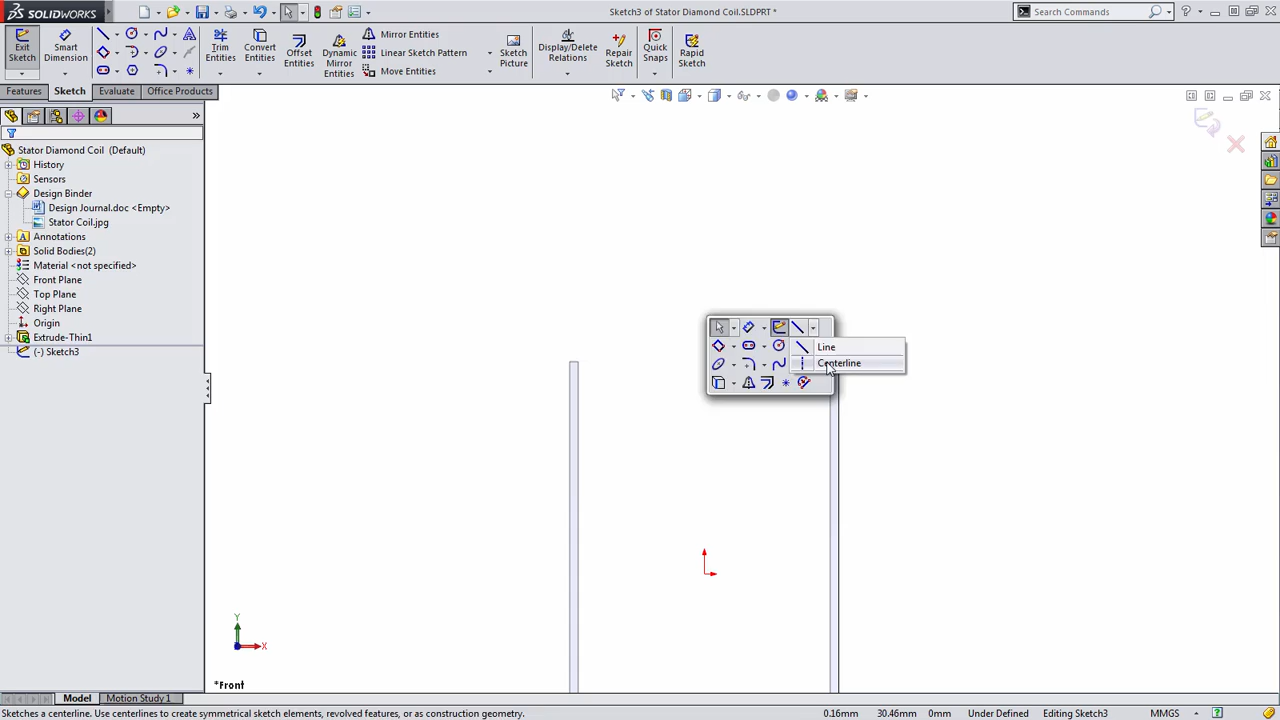 SOLIDWORKS
Sketch3 of Stator Diamond Coil.SLDPRT *
Search Commands
Exit Sketch
Smart Dimension
Trim Entities
Convert Entities
Offset Entities
Dynamic Mirror Entities
Mirror Entities
Linear Sketch Pattern
Move Entities
Sketch Picture
Display/Delete Relations
Repair Sketch
Quick Snaps
Rapid Sketch
Features
Sketch
Evaluate
Office Products
Stator Diamond Coil (Default)
History
Sensors
Design Binder
Design Journal.doc <Empty>
Stator Coil.jpg
Annotations
Solid Bodies(2)
Material <not specified>
Front Plane
Top Plane
Right Plane
Origin
Extrude-Thin1
(-) Sketch3
Line
Centerline
Y
X
*Front
Model
Motion Study 1
Sketches a centerline. Use centerlines to create symmetrical sketch elements, revolved features, or as construction geometry.
0.16mm
30.46mm
0mm
Under Defined
Editing Sketch3
MMGS